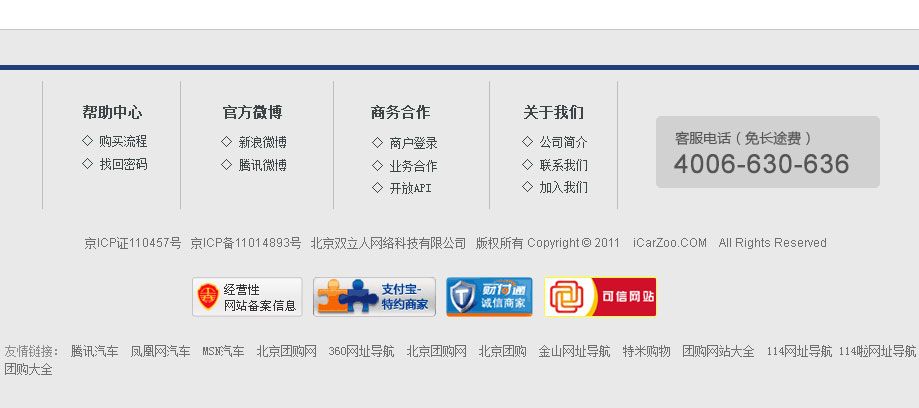 帮助中心
◇ 购买流程
◇ 找回密码
官方微博
◇ 新浪微博
◇ 腾讯微博
商务合作
◇ 商户登录
◇ 业务合作
◇ 开放API
关于我们
◇ 公司简介
◇ 联系我们
◇ 加入我们
客服电话（免长途费）
4006-630-636
京ICP证110457号 京ICP备11014893号 北京双立人网络科技有限公司 版权所有 Copyright © 2011 iCarZoo.COM All Rights Reserved
经营性
网站备案信息
支付宝-
特约商家
财付通
诚信商家
可信网站
友情链接： 腾讯汽车 凤凰网汽车 MSN汽车 北京团购网 360网址导航 北京团购网 北京团购 金山网址导航 特米购物 团购网站大全 114网址导航 114啦网址导航
团购大全